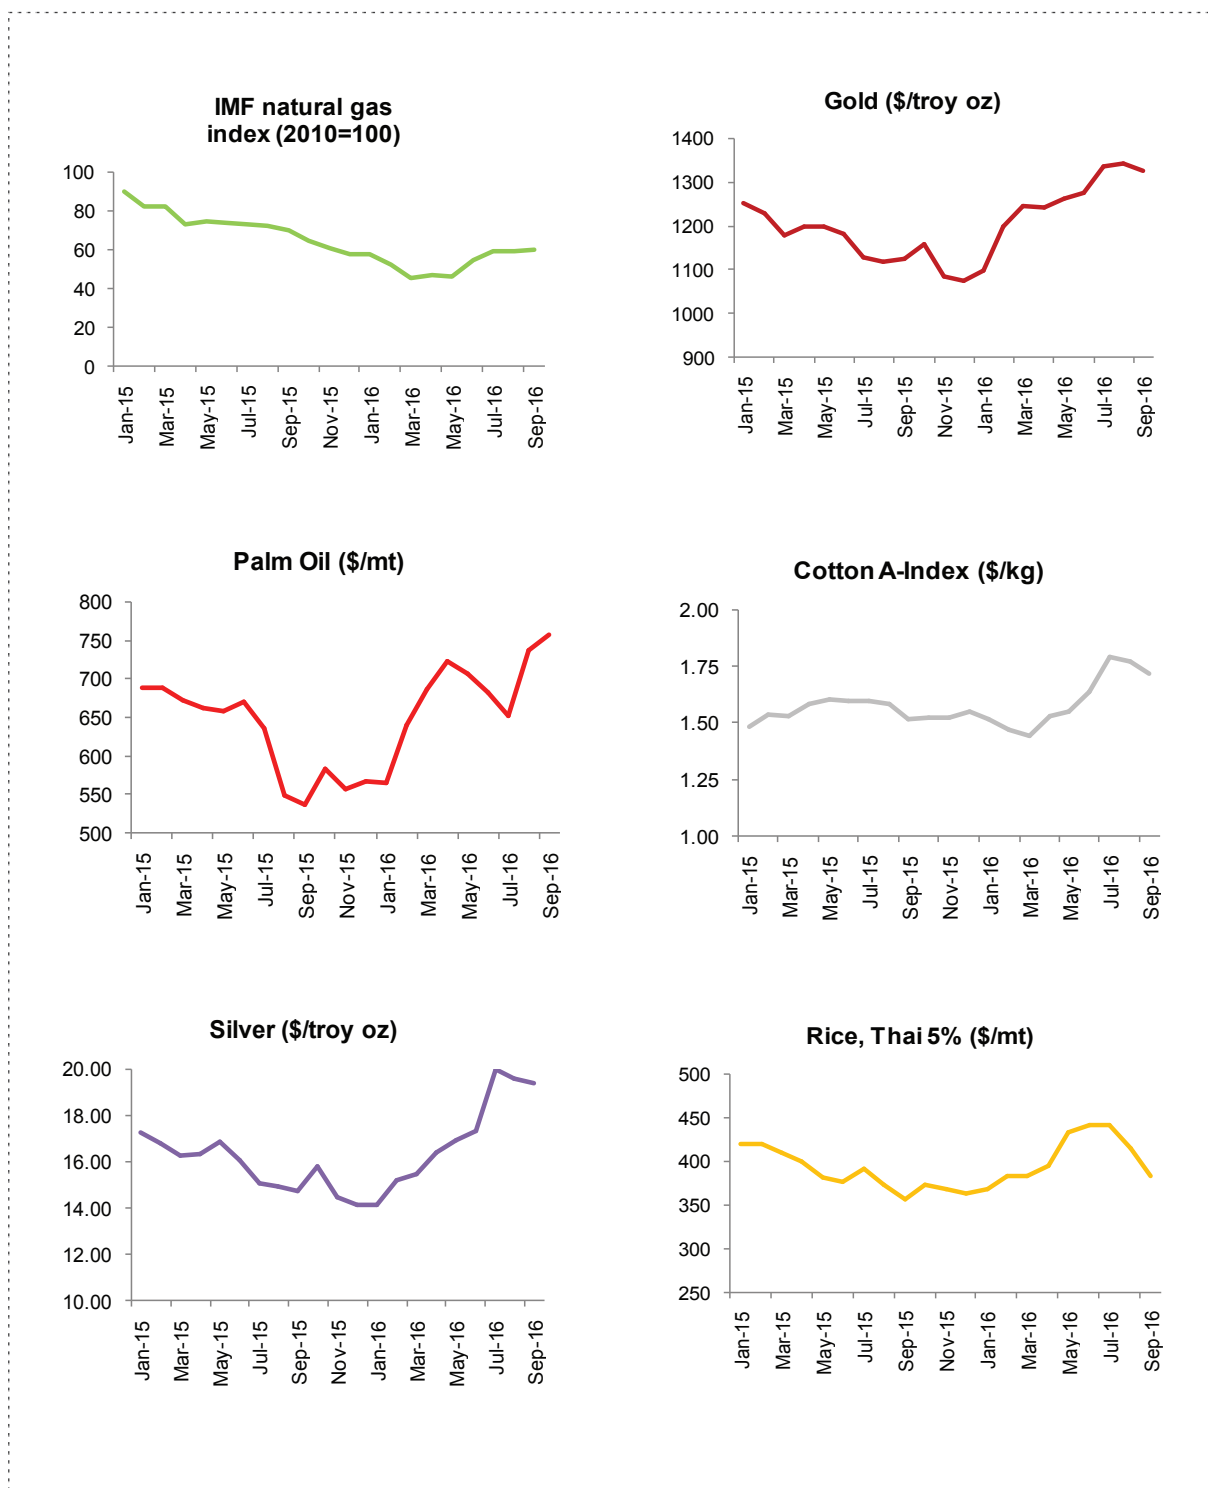 IMF natural gas
index (2010=100)
100
80
60
40
20
0
Jan-15
Mar-15
May-15
Jul-15
Sep-15
Nov-15
Jan-16
Mar-16
May-16
Jul-16
Sep-16
Gold ($/troy oz)
1400
1300
1200
1100
1000
900
Jan-15
Mar-15
May-15
Jul-15
Sep-15
Nov-15
Jan-16
Mar-16
May-16
Jul-16
Sep-16
Palm Oil ($/mt)
800
750
700
650
600
550
500
Jan-15
Mar-15
May-15
Jul-15
Sep-15
Nov-15
Jan-16
Mar-16
May-16
Jul-16
Sep-16
Cotton A-Index ($/kg)
2.00
1.75
1.50
1.25
1.00
Jan-15
Mar-15
May-15
Jul-15
Sep-15
Nov-15
Jan-16
Mar-16
May-16
Jul-16
Sep-16
Silver ($/troy oz)
20.00
18.00
16.00
14.00
12.00
10.00
Jan-15
Mar-15
May-15
Jul-15
Sep-15
Nov-15
Jan-16
Mar-16
May-16
Jul-16
Sep-16
Rice, Thai 5% ($/mt)
500
450
400
350
300
250
Jan-15
Mar-15
May-15
Jul-15
Sep-15
Nov-15
Jan-16
Mar-16
May-16
Jul-16
Sep-16